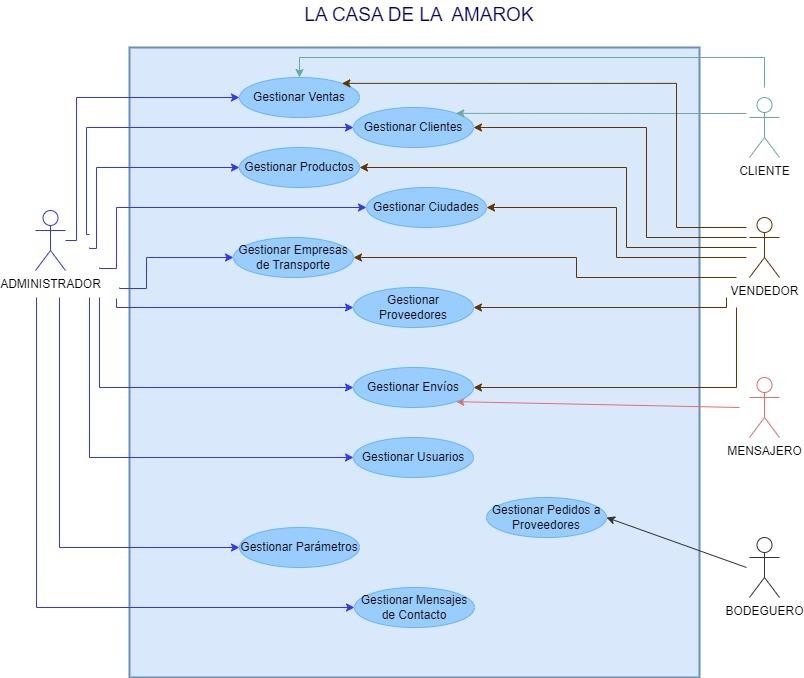 LA CASA DE LA AMAROK
Gestionar Ventas
Gestionar Clientes
CLIENTE
Gestionar Productos
Gestionar Ciudades
ADMINISTRADOR
Gestionar Empresas
de Transporte
VENDEDOR
Gestionar
Proveedores
Gestionar Envíos
MENSAJERO
Gestionar Usuarios
Gestionar Pedidos a
Proveedores
Gestionar Parámetros
Gestionar Mensajes
de Contacto
BODEGUERO